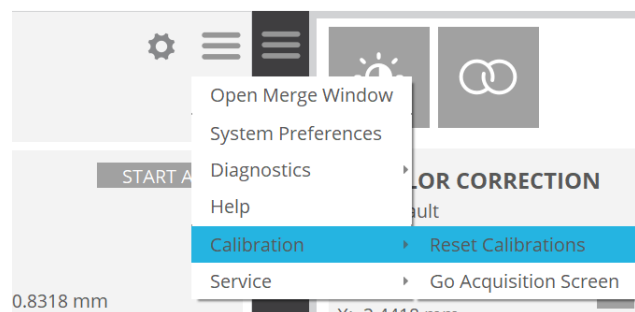 Open Merge Window
System Preferences
START A
Diagnostics
LOR CORRECTION
Help
ault
Calibration
Reset Calibrations
Service
Go Acquisition Screen
0.8318 mm